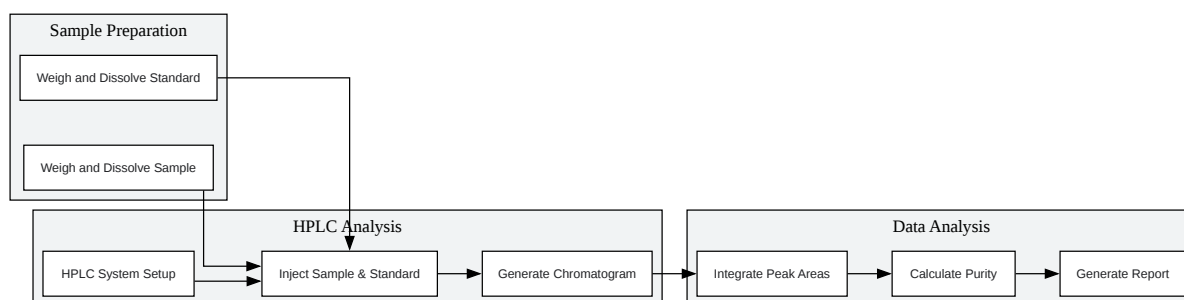 Sample Preparation
Weigh and Dissolve Standard
Weigh and Dissolve Sample
HPLC Analysis
HPLC System Setup
Inject Sample & Standard
Generate Chromatogram
Data Analysis
Integrate Peak Areas
Calculate Purity
Generate Report